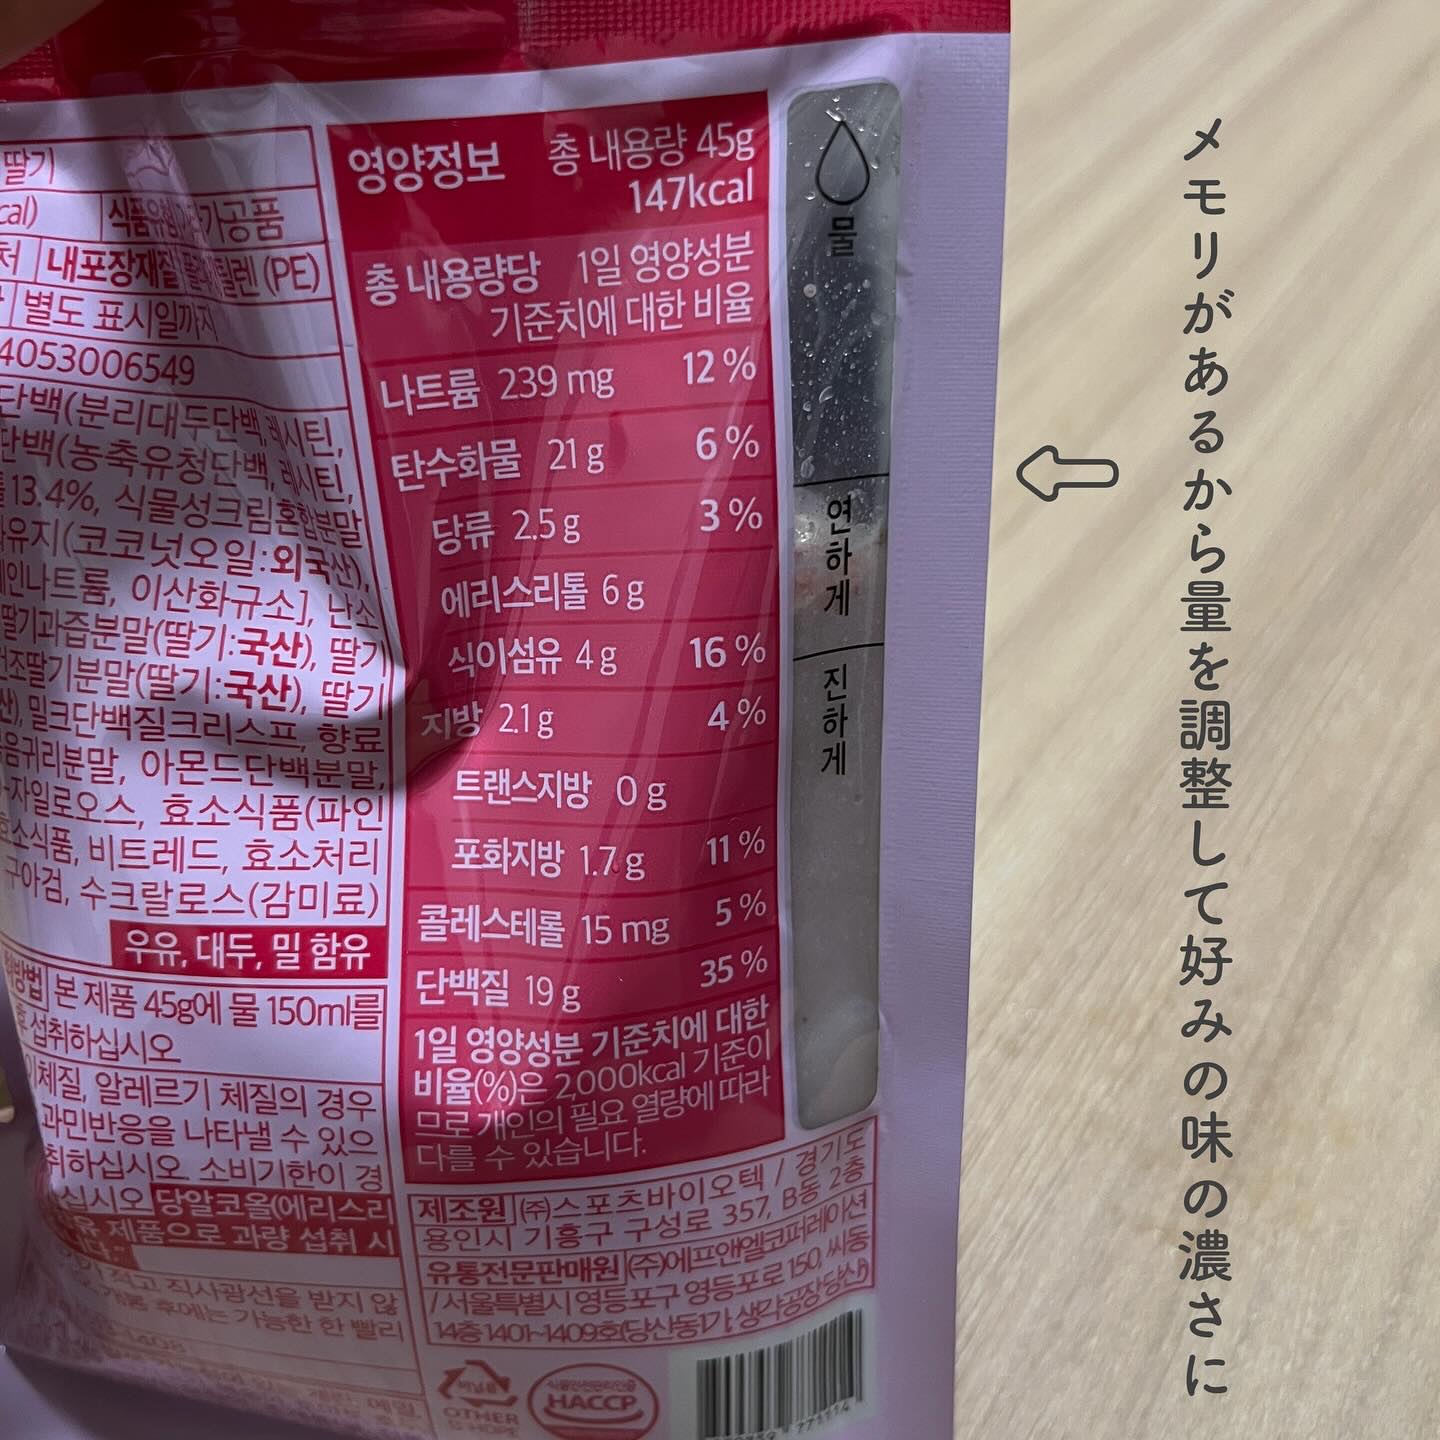 딸기
cal)
식품유형
가공품
내포장재질
틸렌 (PE)
별도 표시일까지
4053006549
단백(분리대두단백, 레시틴,
단백(농축유청단백, 레시틴,
13.4%, 식물성크림혼합분말
유지(코코넛오일:외국산),
인나트륨, 이산화규소], 난소
딸기과즙분말(딸기:국산), 딸기
건조딸기분말(딸기:국산), 딸기
산), 밀크단백질크리스프, 향료
음귀리분말, 아몬드단백분말,
-자일로오스, 효소식품(파인
효소식품, 비트레드, 효소처리
구아검, 수크랄로스(감미료)
우유, 대두, 밀 함유
방법 본 제품 45g에 물 150ml를
후 섭취하십시오
이체질, 알레르기 체질의 경우
과민반응을 나타낼 수 있으
취하십시오. 소비기한이 경
십시오 당알코올(에리스리
유 제품으로 과량 섭취 시
적고 직사광선을 받지 않
개봉 후에는 가능한 한 빨리
영양정보 총 내용량 45g
147kcal
총 내용량당 1일 영양성분
기준치에 대한 비율
나트륨 239 mg 12 %
탄수화물 21 g 6 %
당류 2.5 g 3 %
에리스리톨 6 g
식이섬유 4 g 16 %
지방 2.1 g 4 %
트랜스지방 0 g
포화지방 1.7 g 11 %
콜레스테롤 15 mg 5 %
단백질 19 g 35 %
1일 영양성분 기준치에 대한
비율(%)은 2,000kcal 기준이
므로 개인의 필요 열량에 따라
다를 수 있습니다.
제조원 (주)스포츠바이오텍 / 경기도
용인시 기흥구 구성로 357, B동 2층
유통전문판매원 (주)에프앤엘코퍼레이션
/ 서울특별시 영등포구 영등포로 150,
14층 1401~1409호(당산동1가, 생각공장당산)
비닐류
OTHER
HACCP
물
연하게
진하게
メモリがあるから量を調整して好みの味の濃さに